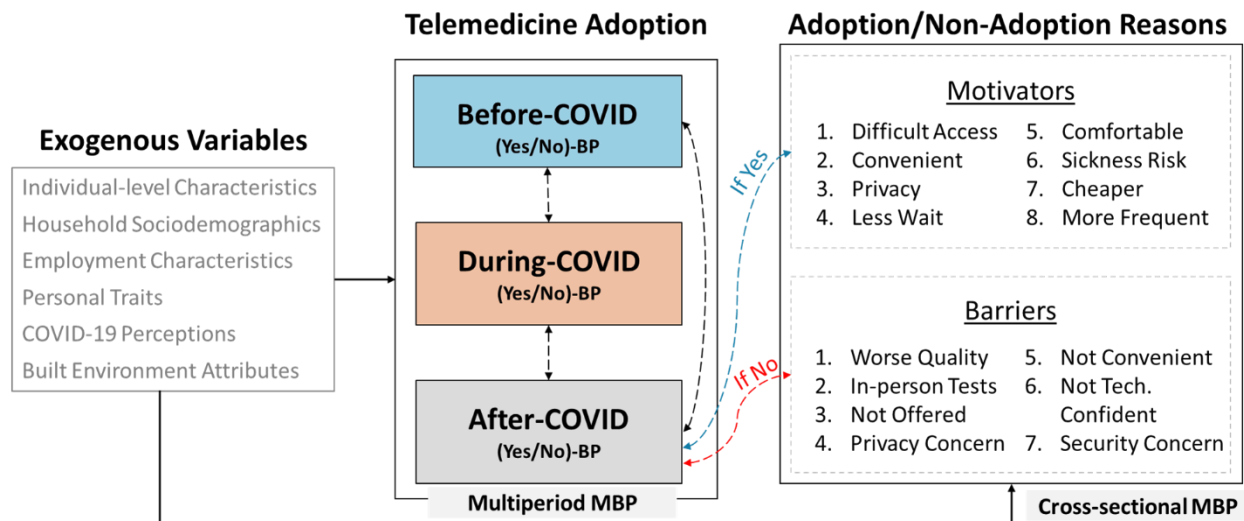 Exogenous Variables
Individual-level Characteristics
Household Sociodemographics
Employment Characteristics
Personal Traits
COVID-19 Perceptions
Built Environment Attributes
Telemedicine Adoption
Before-COVID
(Yes/No)-BP
During-COVID
(Yes/No)-BP
After-COVID
(Yes/No)-BP
Multiperiod MBP
If Yes
If No
Adoption/Non-Adoption Reasons
Motivators
1. Difficult Access
2. Convenient
3. Privacy
4. Less Wait
5. Comfortable
6. Sickness Risk
7. Cheaper
8. More Frequent
Barriers
1. Worse Quality
2. In-person Tests
3. Not Offered
4. Privacy Concern
5. Not Convenient
6. Not Tech.
Confident
7. Security Concern
Cross-sectional MBP